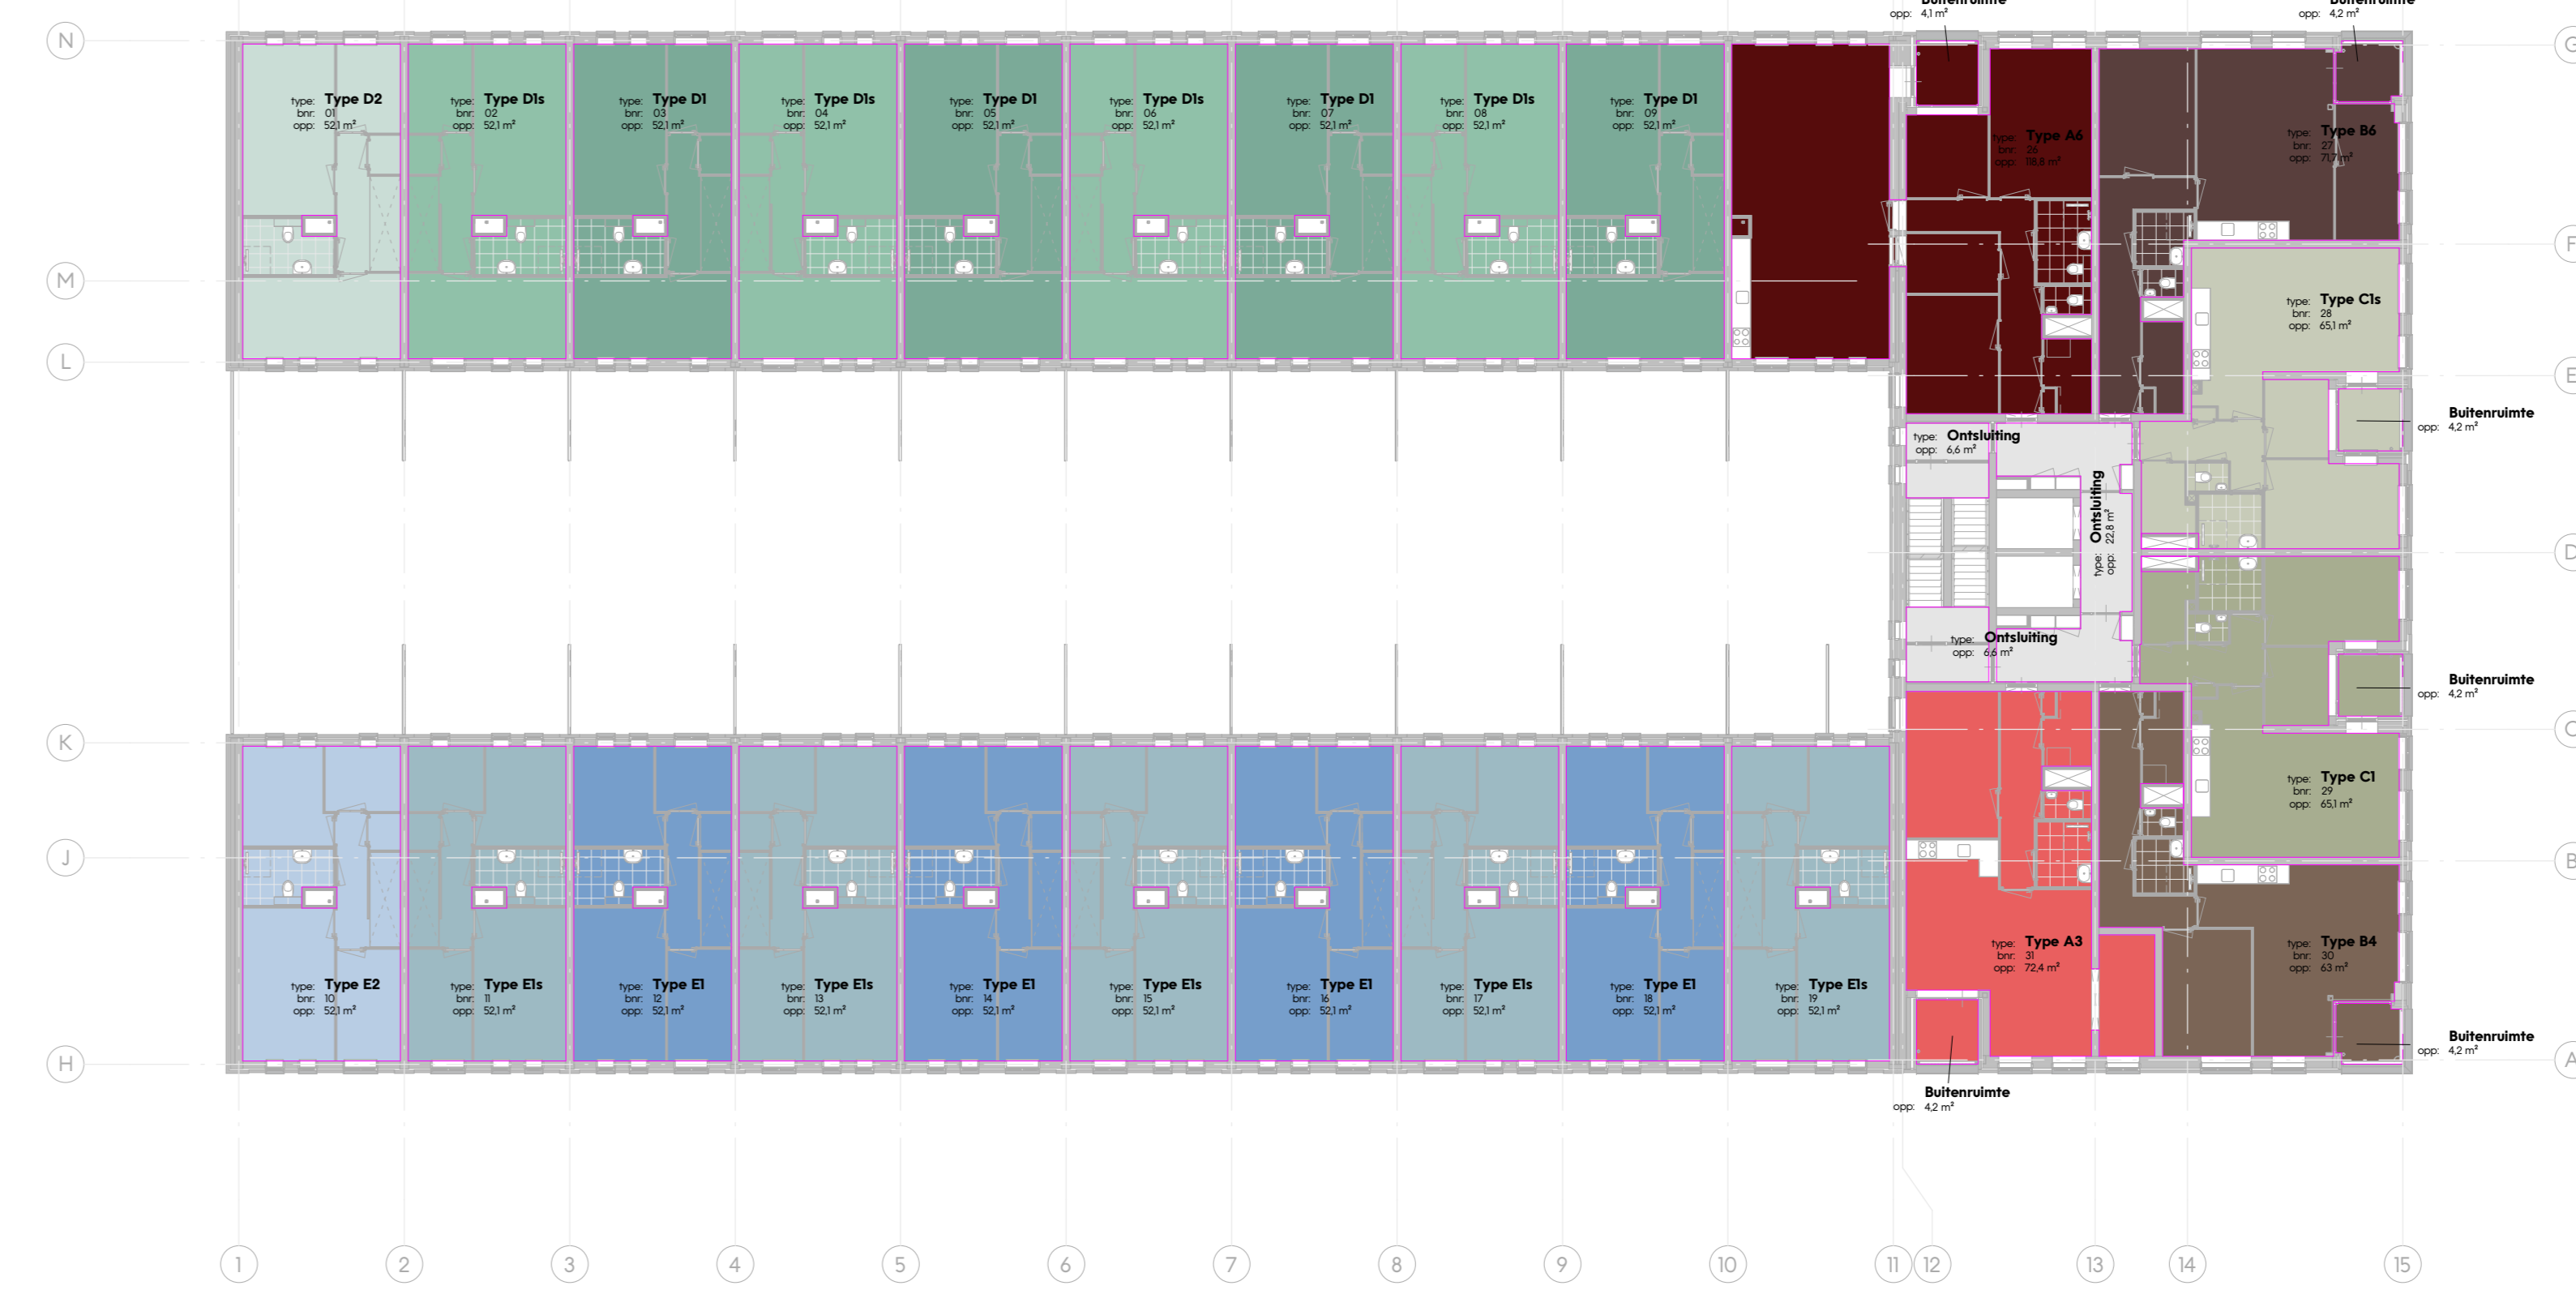 Buitenruimte
opp: 4,1 m²
Buitenruimte
opp: 4,2 m²
N
type: Type D2
bnr: 01
opp: 52,1 m²
type: Type D1s
bnr: 02
opp: 52,1 m²
type: Type D1
bnr: 03
opp: 52,1 m²
type: Type D1s
bnr: 04
opp: 52,1 m²
type: Type D1
bnr: 05
opp: 52,1 m²
type: Type D1s
bnr: 06
opp: 52,1 m²
type: Type D1
bnr: 07
opp: 52,1 m²
type: Type D1s
bnr: 08
opp: 52,1 m²
type: Type D1
bnr: 09
opp: 52,1 m²
type: Type A6
bnr: 26
opp: 118,8 m²
type: Type B6
bnr: 27
opp: 71,7 m²
G
F
M
type: Type C1s
bnr: 28
opp: 65,1 m²
L
E
Buitenruimte
opp: 4,2 m²
type: Ontsluiting
opp: 6,6 m²
type: Ontsluiting
opp: 22,8 m²
D
type: Ontsluiting
opp: 6,6 m²
Buitenruimte
opp: 4,2 m²
K
C
type: Type C1
bnr: 29
opp: 65,1 m²
J
B
type: Type A3
bnr: 31
opp: 72,4 m²
type: Type B4
bnr: 30
opp: 63 m²
type: Type E2
bnr: 10
opp: 52,1 m²
type: Type E1s
bnr: 11
opp: 52,1 m²
type: Type E1
bnr: 12
opp: 52,1 m²
type: Type E1s
bnr: 13
opp: 52,1 m²
type: Type E1
bnr: 14
opp: 52,1 m²
type: Type E1s
bnr: 15
opp: 52,1 m²
type: Type E1
bnr: 16
opp: 52,1 m²
type: Type E1s
bnr: 17
opp: 52,1 m²
type: Type E1
bnr: 18
opp: 52,1 m²
type: Type E1s
bnr: 19
opp: 52,1 m²
Buitenruimte
opp: 4,2 m²
H
A
Buitenruimte
opp: 4,2 m²
1 2 3 4 5 6 7 8 9 10 11 12 13 14 15